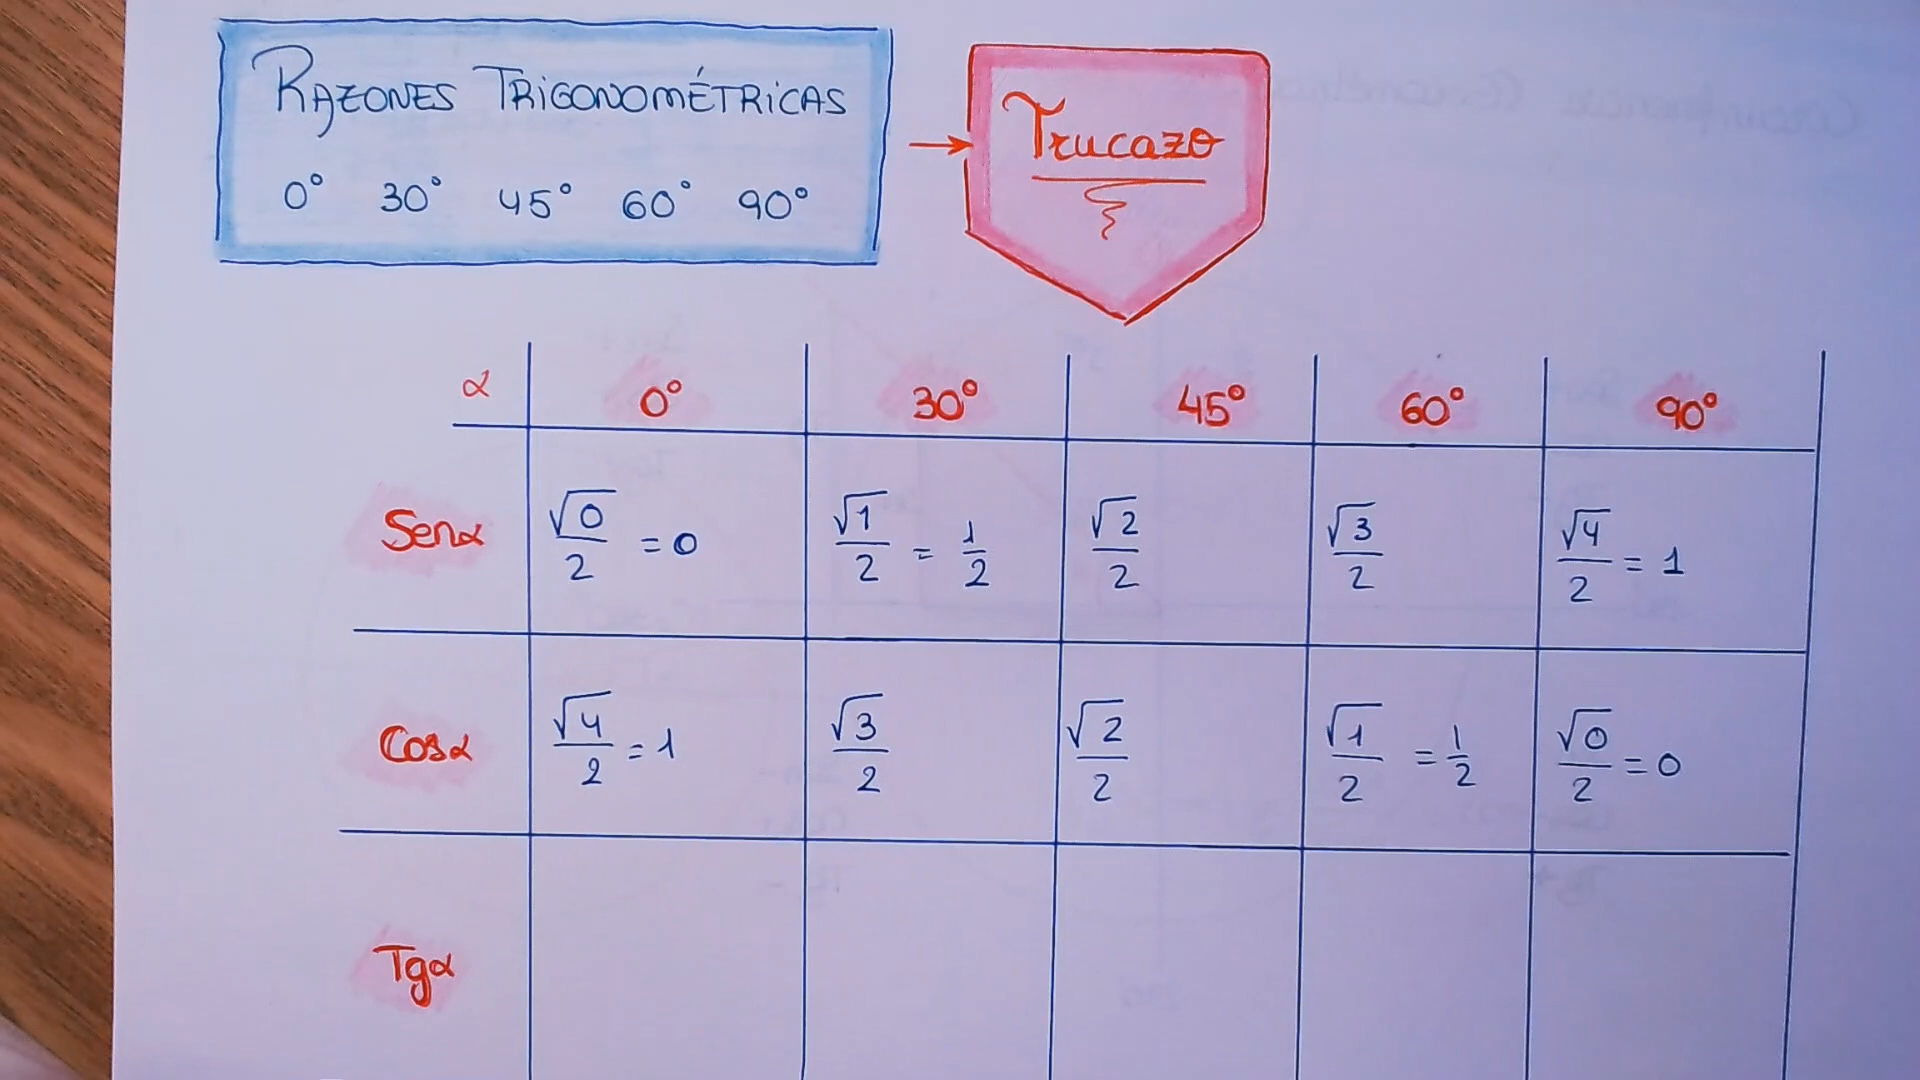 RAZONES TRIGONOMÉTRICAS
0° 30° 45° 60° 90°
Trucazo
α 0° 30° 45° 60° 90°
Senα √0/2 = 0 √1/2 = 1/2 √2/2 √3/2 √4/2 = 1
Cosα √4/2 = 1 √3/2 √2/2 √1/2 = 1/2 √0/2 = 0
Tgα